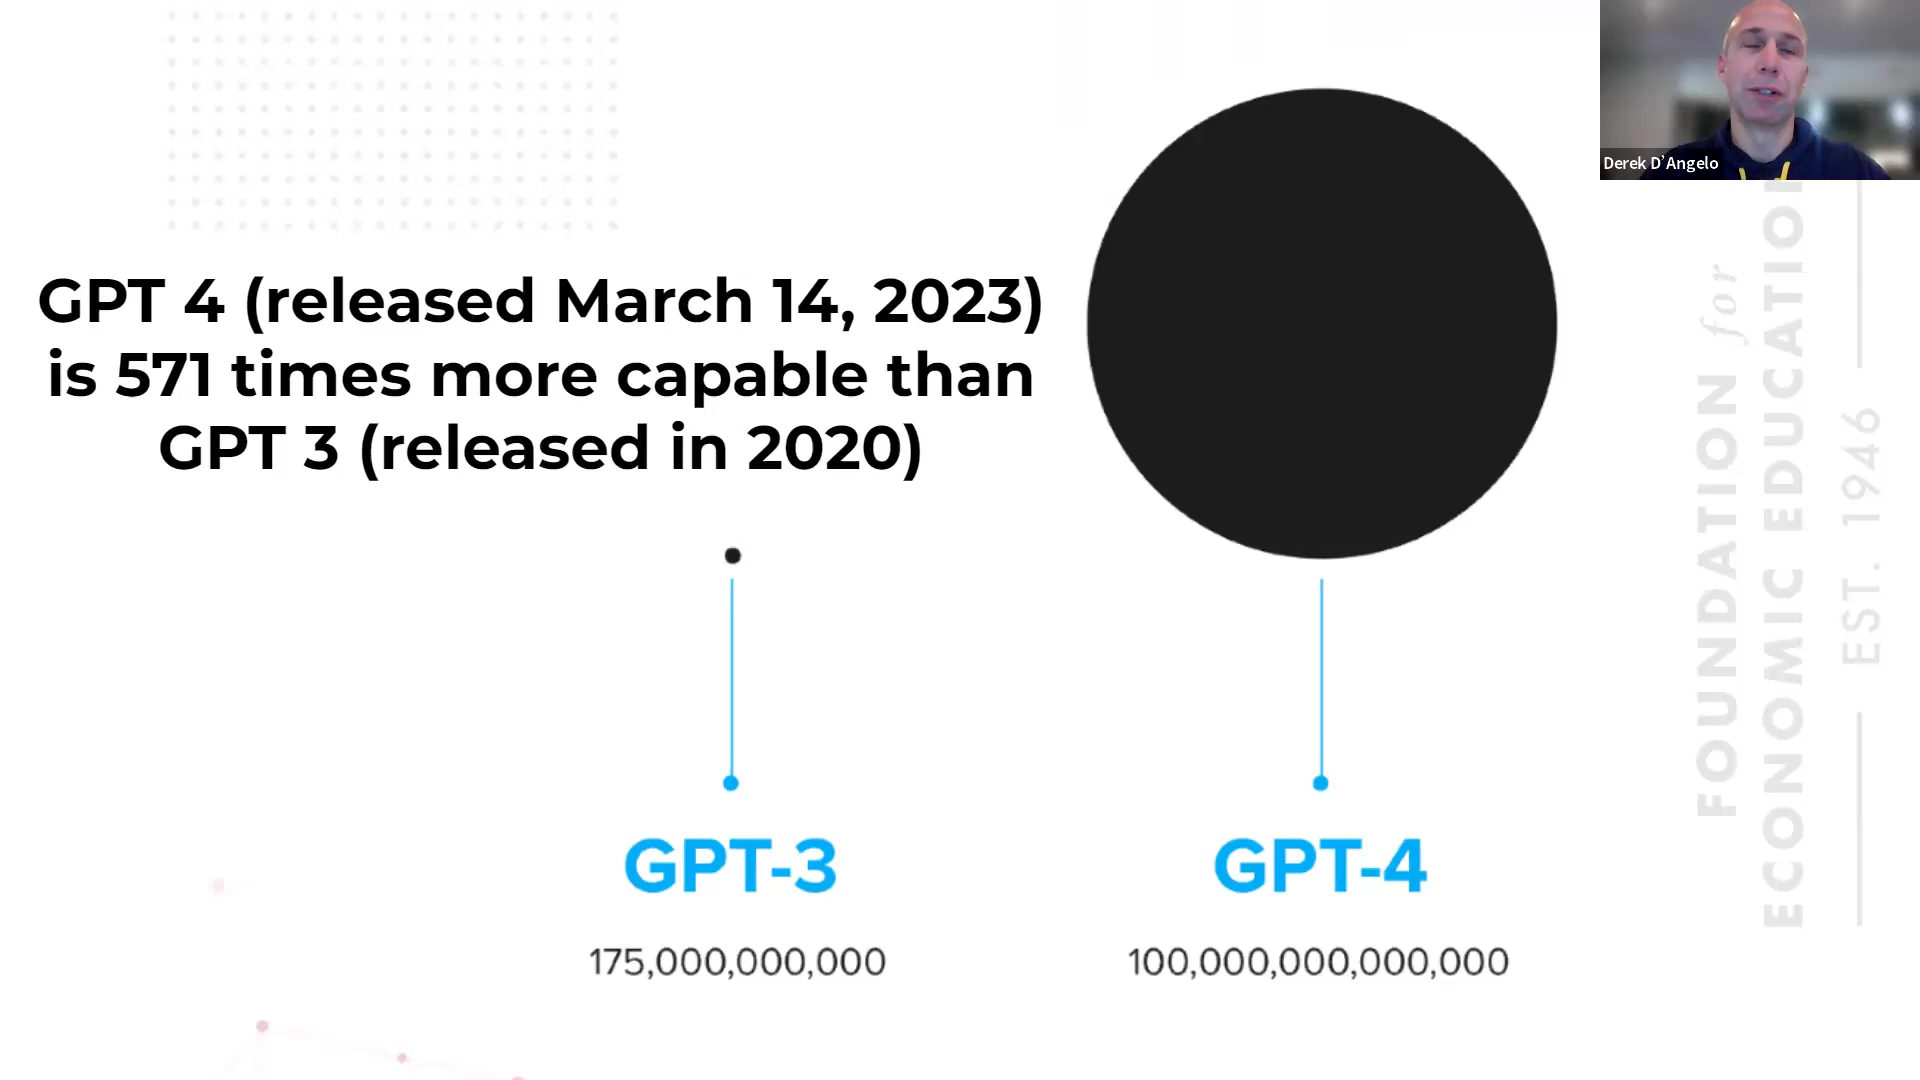 Derek D’Angelo
GPT 4 (released March 14, 2023)
is 571 times more capable than
GPT 3 (released in 2020)
GPT-3
GPT-4
175,000,000,000
100,000,000,000,000
FOUNDATION for
ECONOMIC EDUCATION
EST. 1946